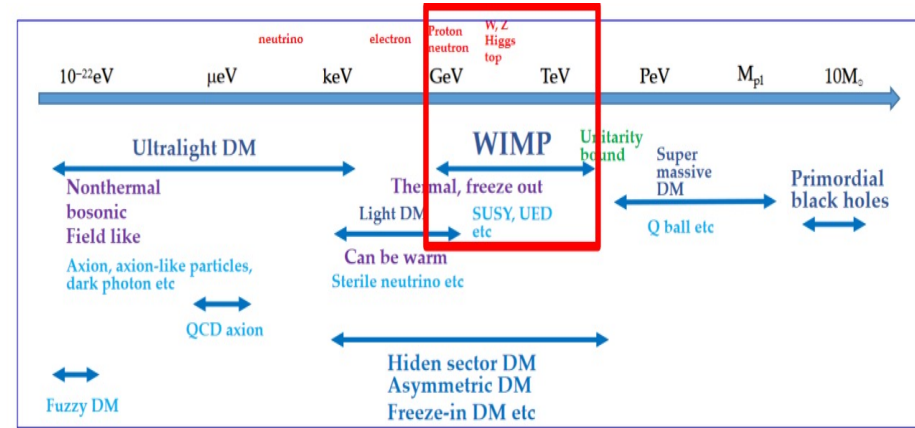 neutrino
electron
Proton
neutron
W, Z
Higgs
top
10⁻²²eV
μeV
keV
GeV
TeV
PeV
Mpl
10M☉
Ultralight DM
WIMP
Unitarity
bound
Super
massive
DM
Primordial
black holes
Nonthermal
bosonic
Field like
Thermal, freeze out
Light DM
SUSY, UED
etc
Q ball etc
Can be warm
Sterile neutrino etc
Axion, axion-like particles,
dark photon etc
QCD axion
Hiden sector DM
Asymmetric DM
Freeze-in DM etc
Fuzzy DM